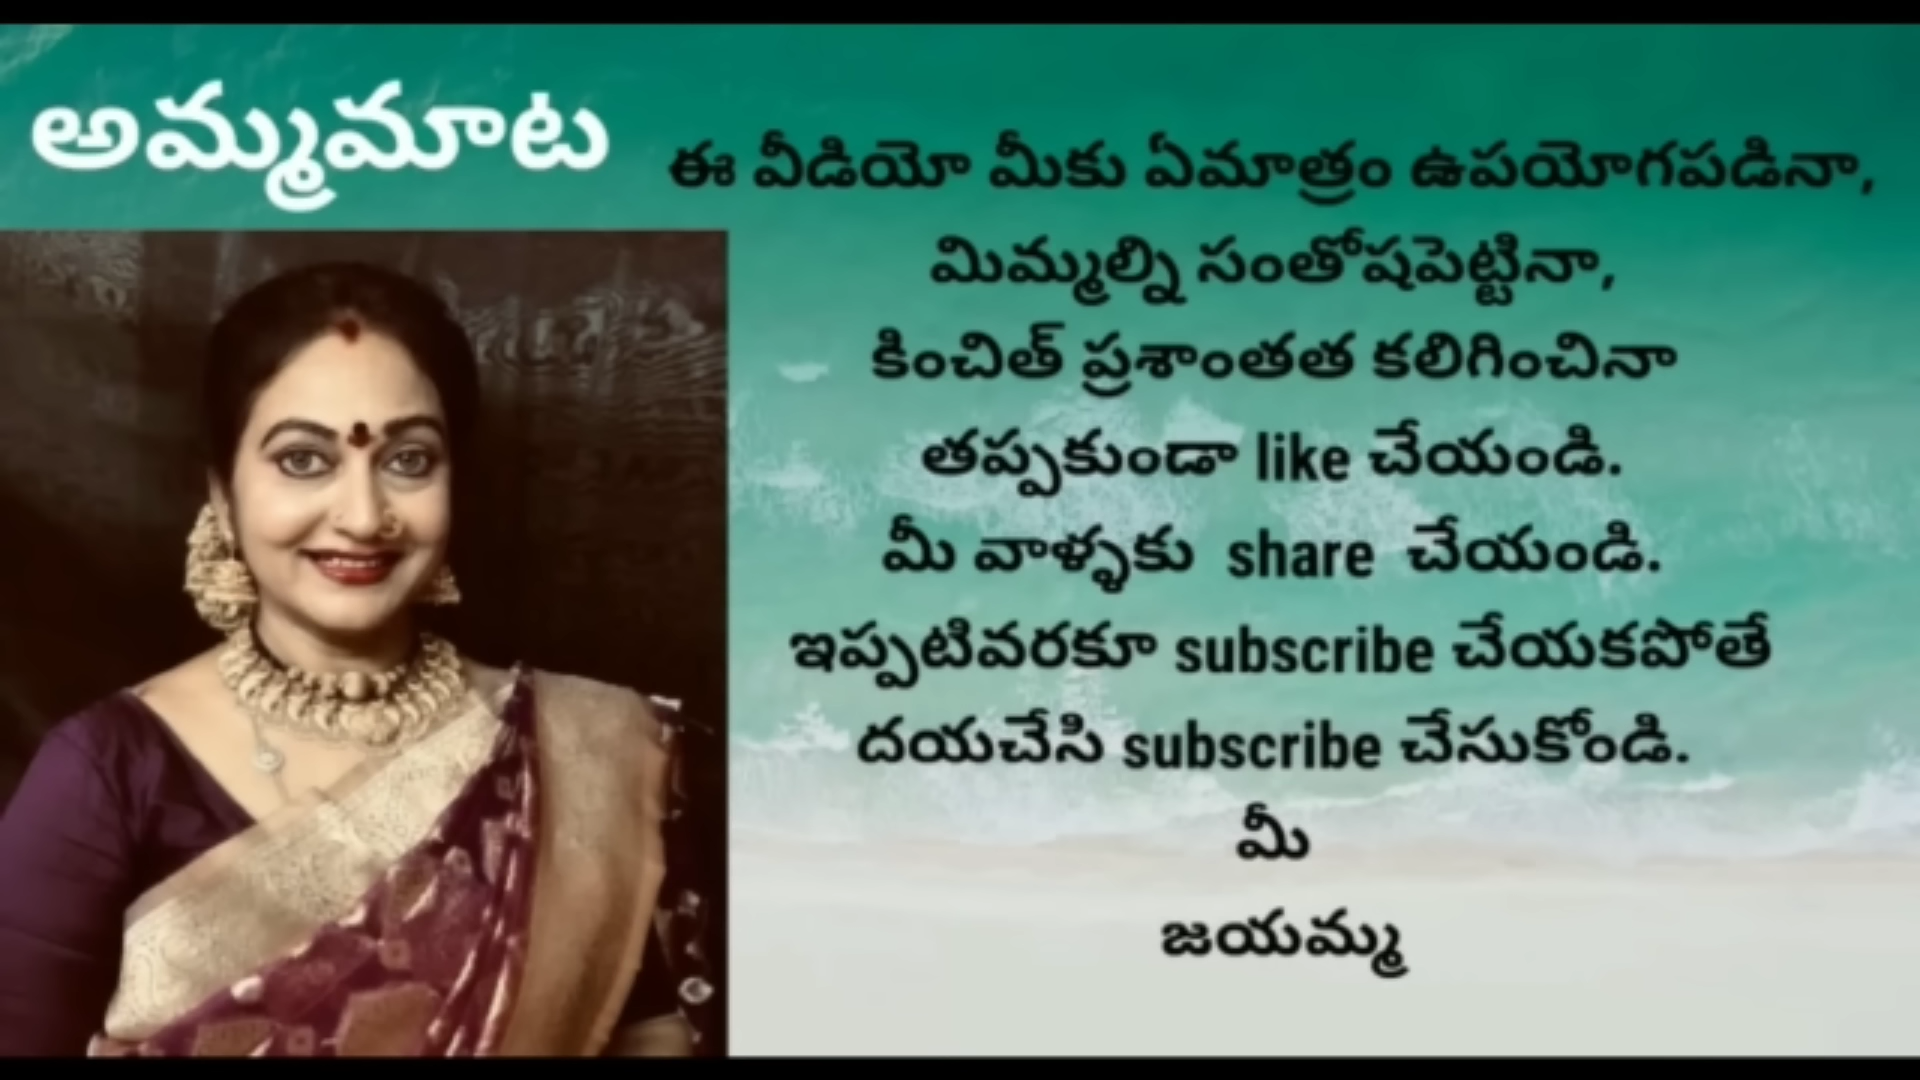 అమ్మమాట
ఈ వీడియో మీకు ఏమాత్రం ఉపయోగపడినా,
మిమ్మల్ని సంతోషపెట్టినా,
కించిత్ ప్రశాంతత కలిగించినా
తప్పకుండా like చేయండి.
మీ వాళ్ళకు share చేయండి.
ఇప్పటివరకూ subscribe చేయకపోతే
దయచేసి subscribe చేసుకోండి.
మీ
జయమ్మ